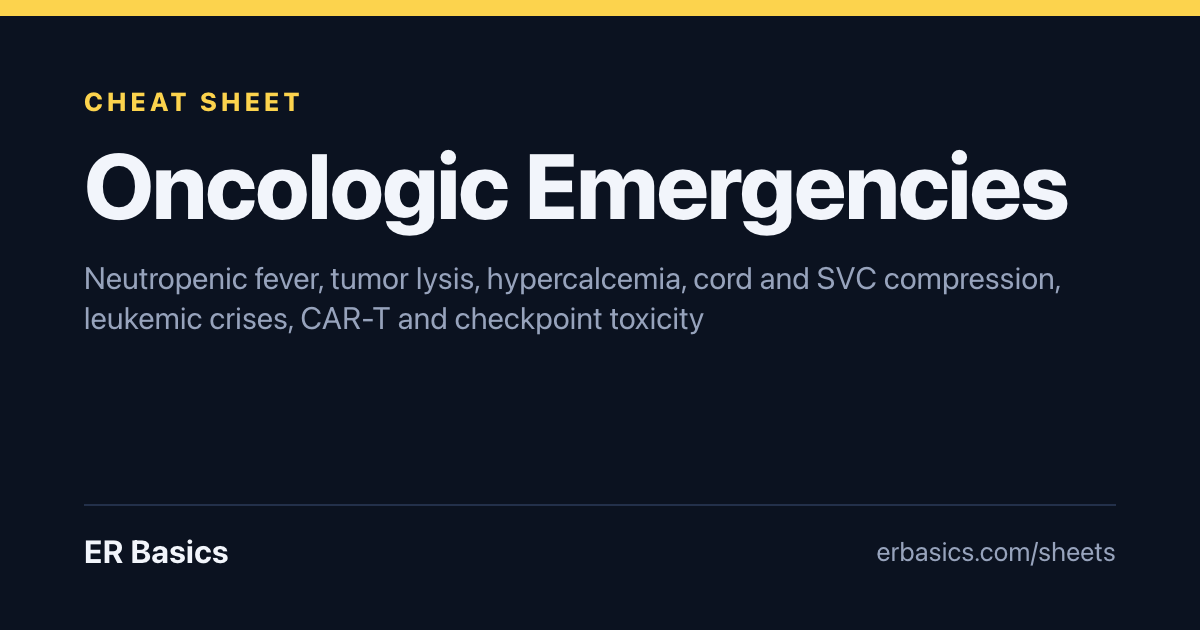 CHEAT SHEET
Oncologic Emergencies
Neutropenic fever, tumor lysis, hypercalcemia, cord and SVC compression,
leukemic crises, CAR-T and checkpoint toxicity
ER Basics
erbasics.com/sheets